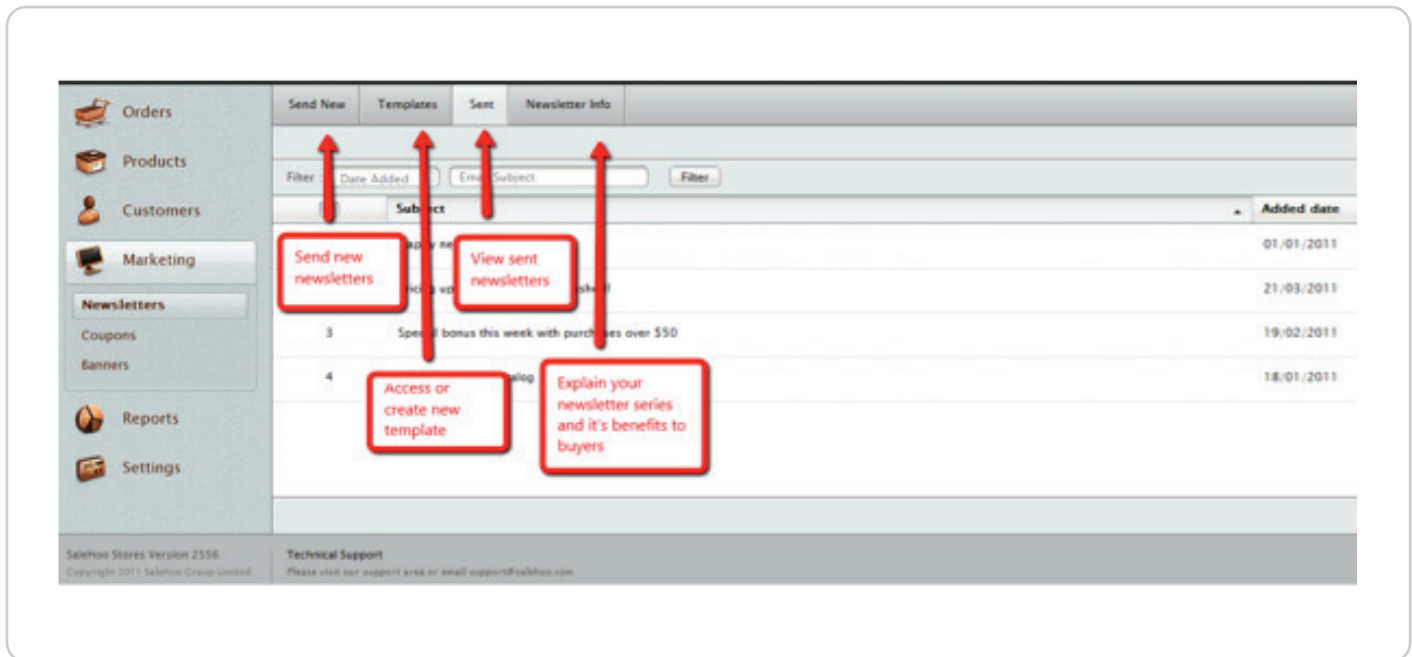 Orders
Products
Customers
Marketing
Newsletters
Coupons
Banners
Reports
Settings
Send New Templates Sent Newsletter Info
Filter Date Added Subject Filter
Subject Added date
01/01/2011
21/03/2011
3 Special bonus this week with purchases over $50 19/02/2011
4 18/01/2011
Send new
newsletters
View sent
newsletters
Access or
create new
template
Explain your
newsletter series
and it's benefits to
buyers
SaleHoo Stores Version 2556
Copyright 2011 SaleHoo Group Limited.
Technical Support
Please visit our support area or email support@salehoo.com